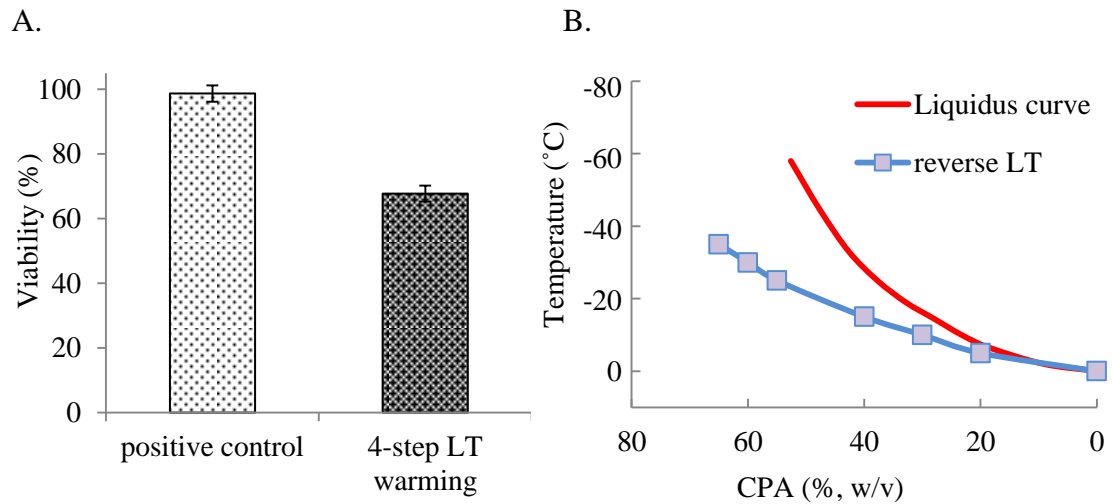 A.
Viability (%)
100
80
60
40
20
0
positive control
4-step LT
warming
B.
Temperature (˚C)
-80
-60
-40
-20
0
Liquidus curve
reverse LT
80
60
40
20
0
CPA (%, w/v)